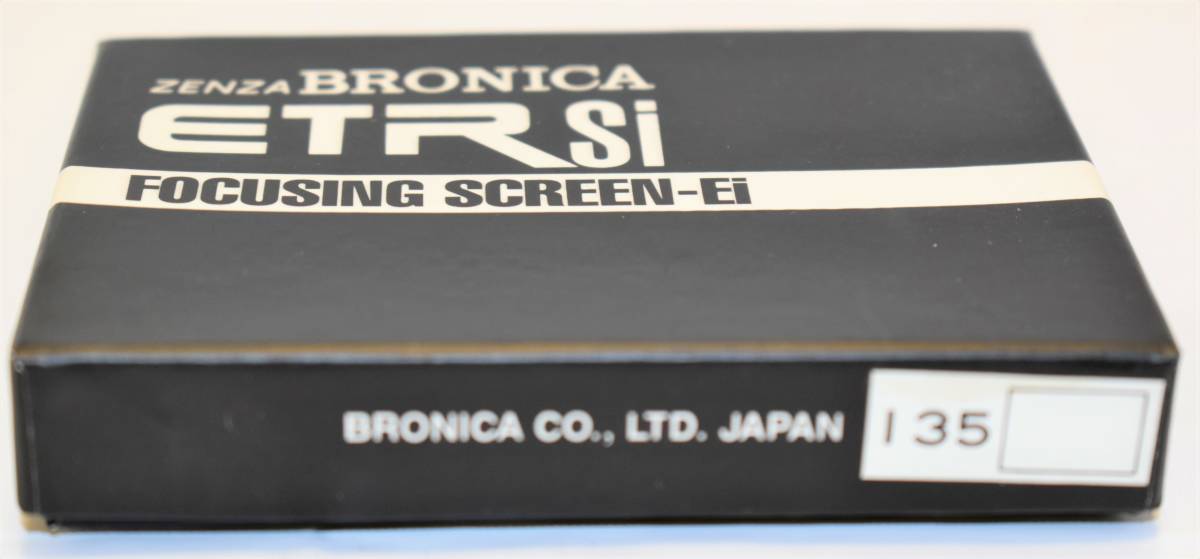 ZENZA BRONICA
ETRSi
FOCUSING SCREEN-Ei
BRONICA CO., LTD. JAPAN
135